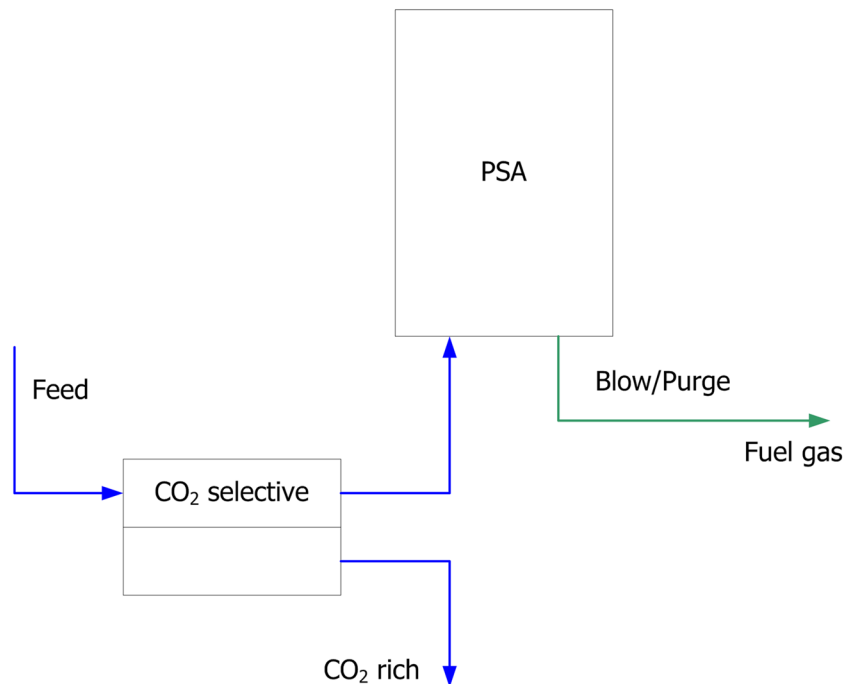 PSA
Feed
Blow/Purge
Fuel gas
CO₂ selective
CO₂ rich